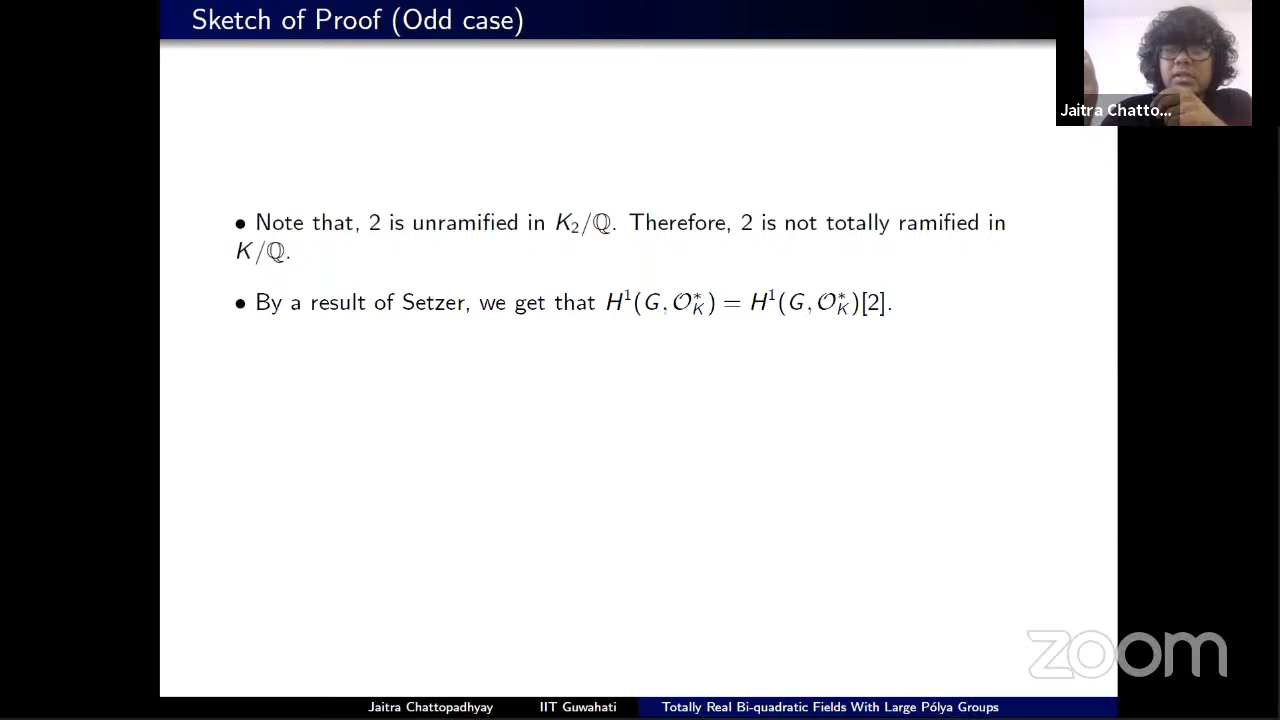 Sketch of Proof (Odd case)
Jaitra Chatto...
• Note that, 2 is unramified in K₂/ℚ. Therefore, 2 is not totally ramified in
K/ℚ.
• By a result of Setzer, we get that H¹(G, 𝒪*_K) = H¹(G, 𝒪*_K)[2].
zoom
Jaitra Chattopadhyay IIT Guwahati Totally Real Bi-quadratic Fields With Large Pólya Groups